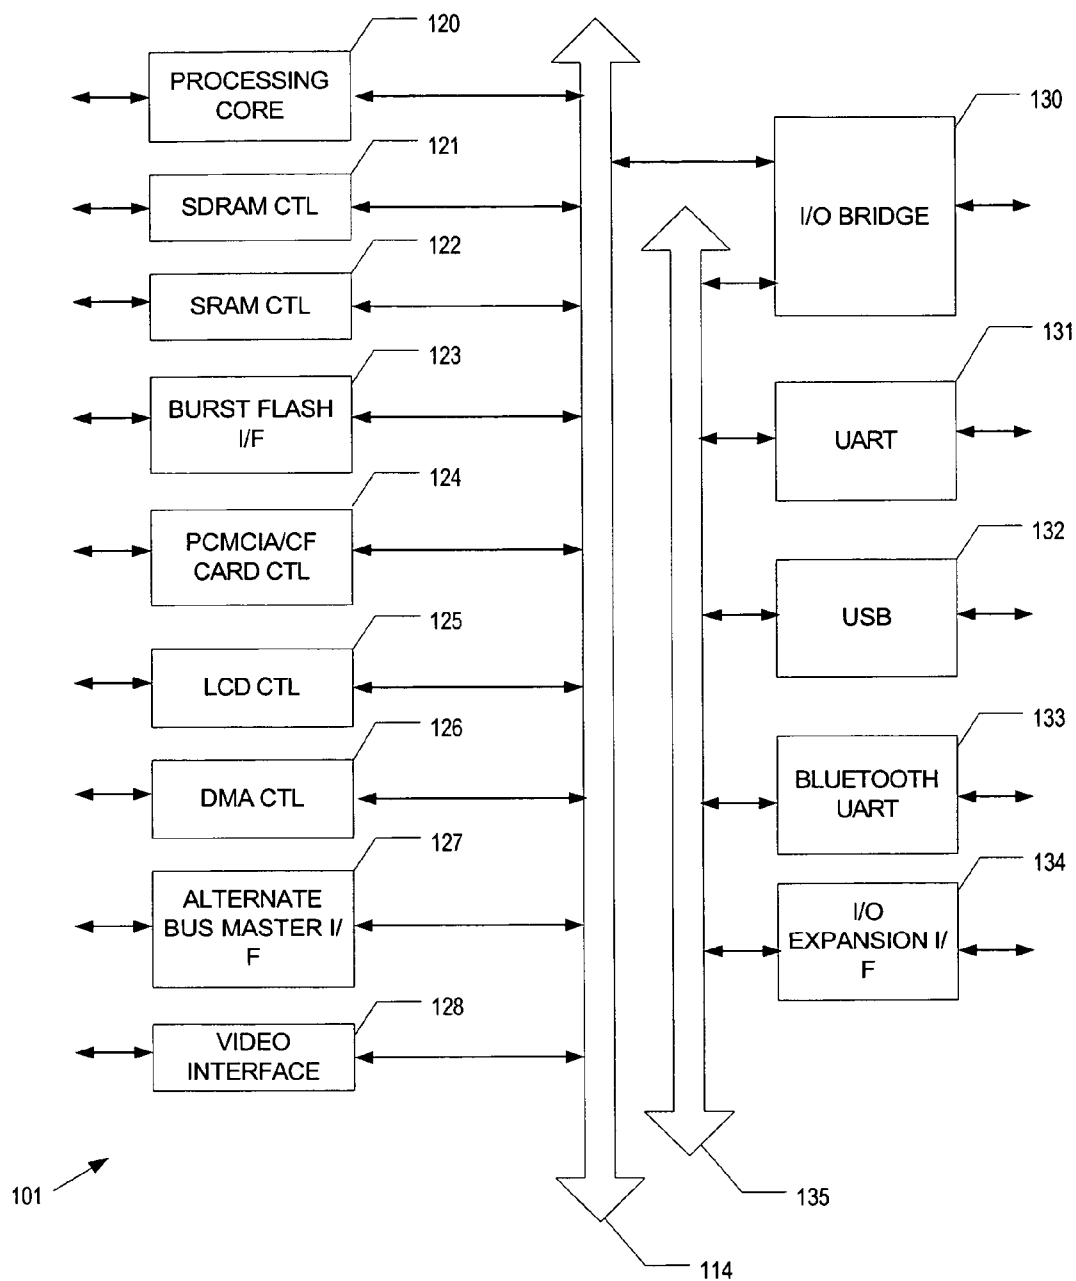 120
PROCESSING
CORE
121
SDRAM CTL
122
SRAM CTL
123
BURST FLASH
I/F
124
PCMCIA/CF
CARD CTL
125
LCD CTL
126
DMA CTL
127
ALTERNATE
BUS MASTER I/
F
128
VIDEO
INTERFACE
130
I/O BRIDGE
131
UART
132
USB
133
BLUETOOTH
UART
134
I/O
EXPANSION I/
F
101
135
114